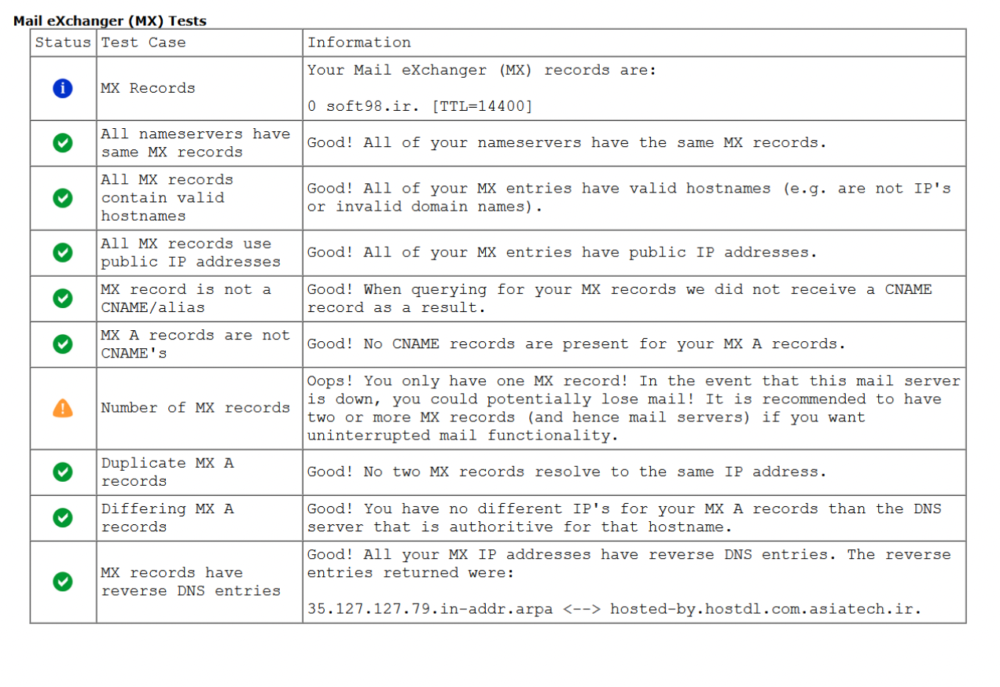 Mail eXchanger (MX) Tests
Status Test Case Information
MX Records
Your Mail eXchanger (MX) records are:
0 soft98.ir. [TTL=14400]
All nameservers have
same MX records
Good! All of your nameservers have the same MX records.
All MX records
contain valid
hostnames
Good! All of your MX entries have valid hostnames (e.g. are not IP's
or invalid domain names).
All MX records use
public IP addresses
Good! All of your MX entries have public IP addresses.
MX record is not a
CNAME/alias
Good! When querying for your MX records we did not receive a CNAME
record as a result.
MX A records are not
CNAME's
Good! No CNAME records are present for your MX A records.
Number of MX records
Oops! You only have one MX record! In the event that this mail server
is down, you could potentially lose mail! It is recommended to have
two or more MX records (and hence mail servers) if you want
uninterrupted mail functionality.
Duplicate MX A
records
Good! No two MX records resolve to the same IP address.
Differing MX A
records
Good! You have no different IP's for your MX A records than the DNS
server that is authoritive for that hostname.
MX records have
reverse DNS entries
Good! All your MX IP addresses have reverse DNS entries. The reverse
entries returned were:
35.127.127.79.in-addr.arpa <--> hosted-by.hostdl.com.asiatech.ir.